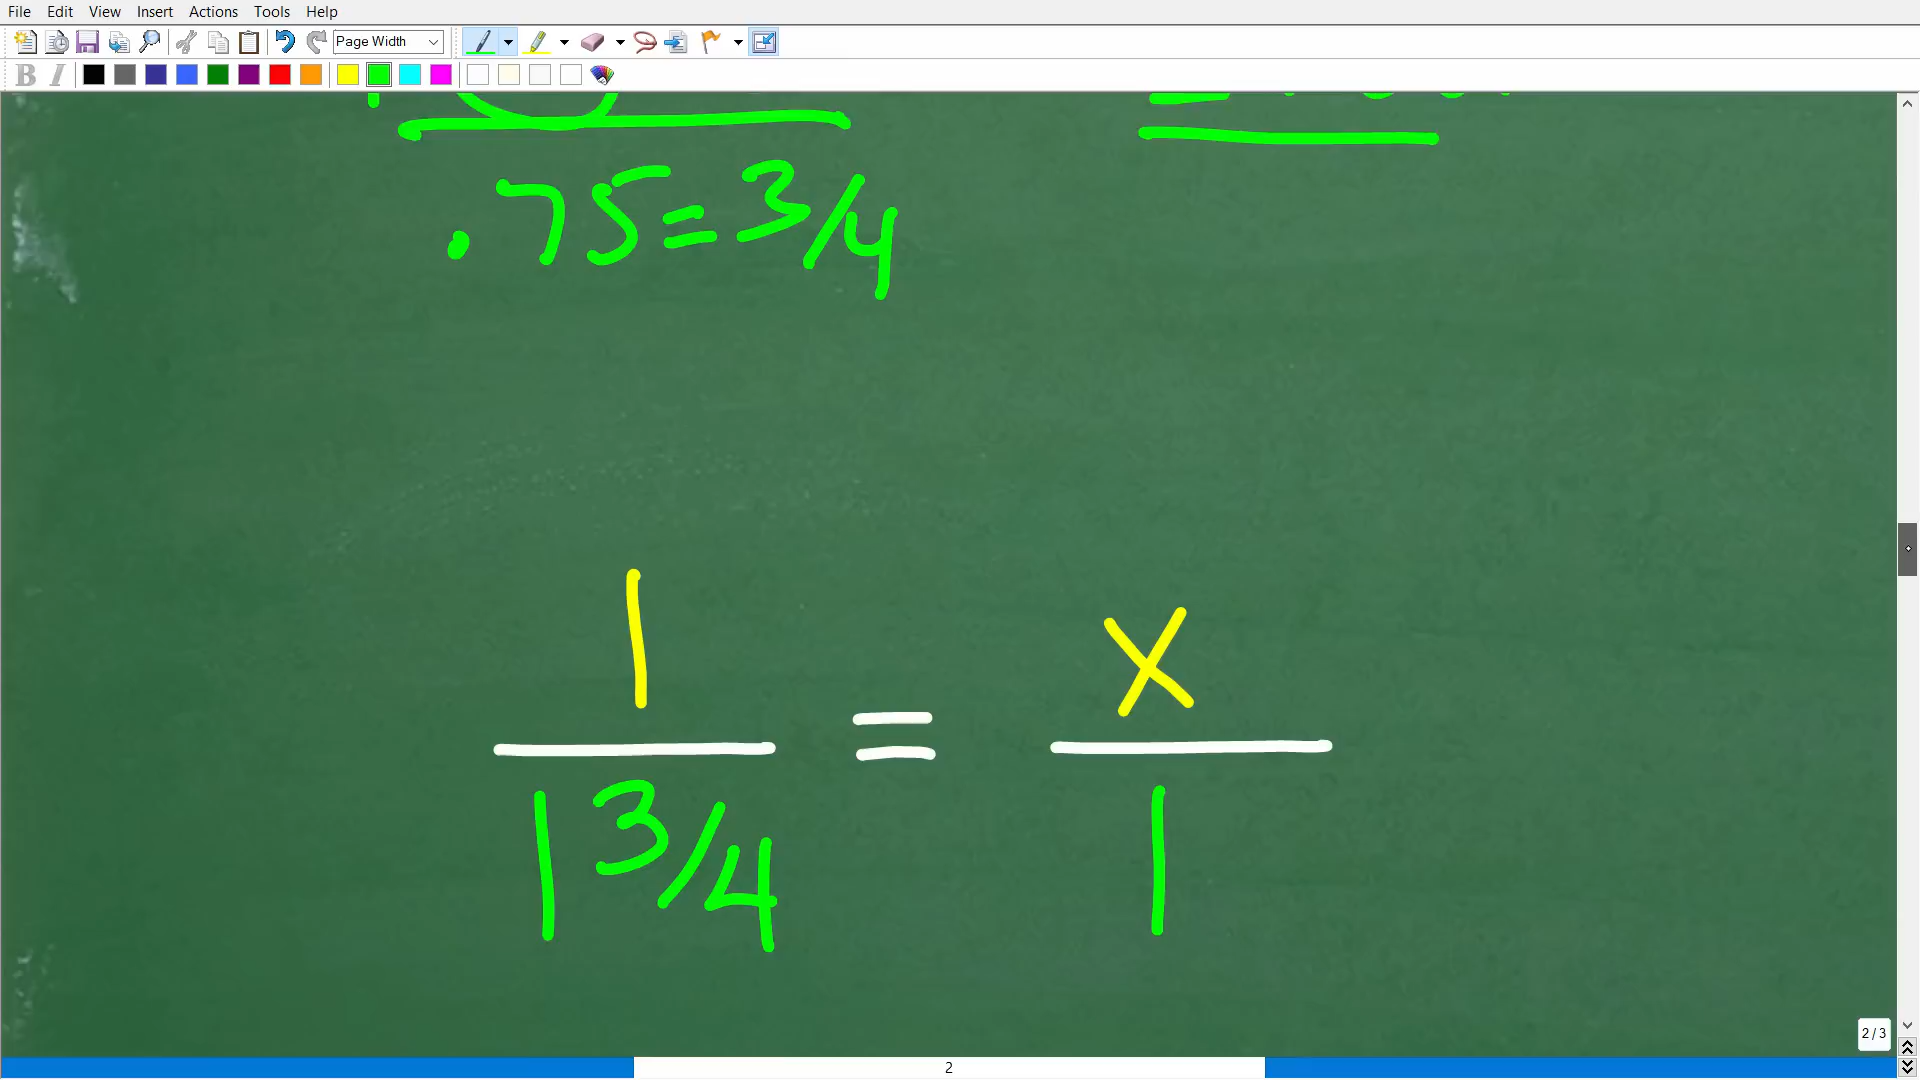 File Edit View Insert Actions Tools Help
Page Width
B I
.75=3/4
1 = x
1 3/4 1
2/3
2